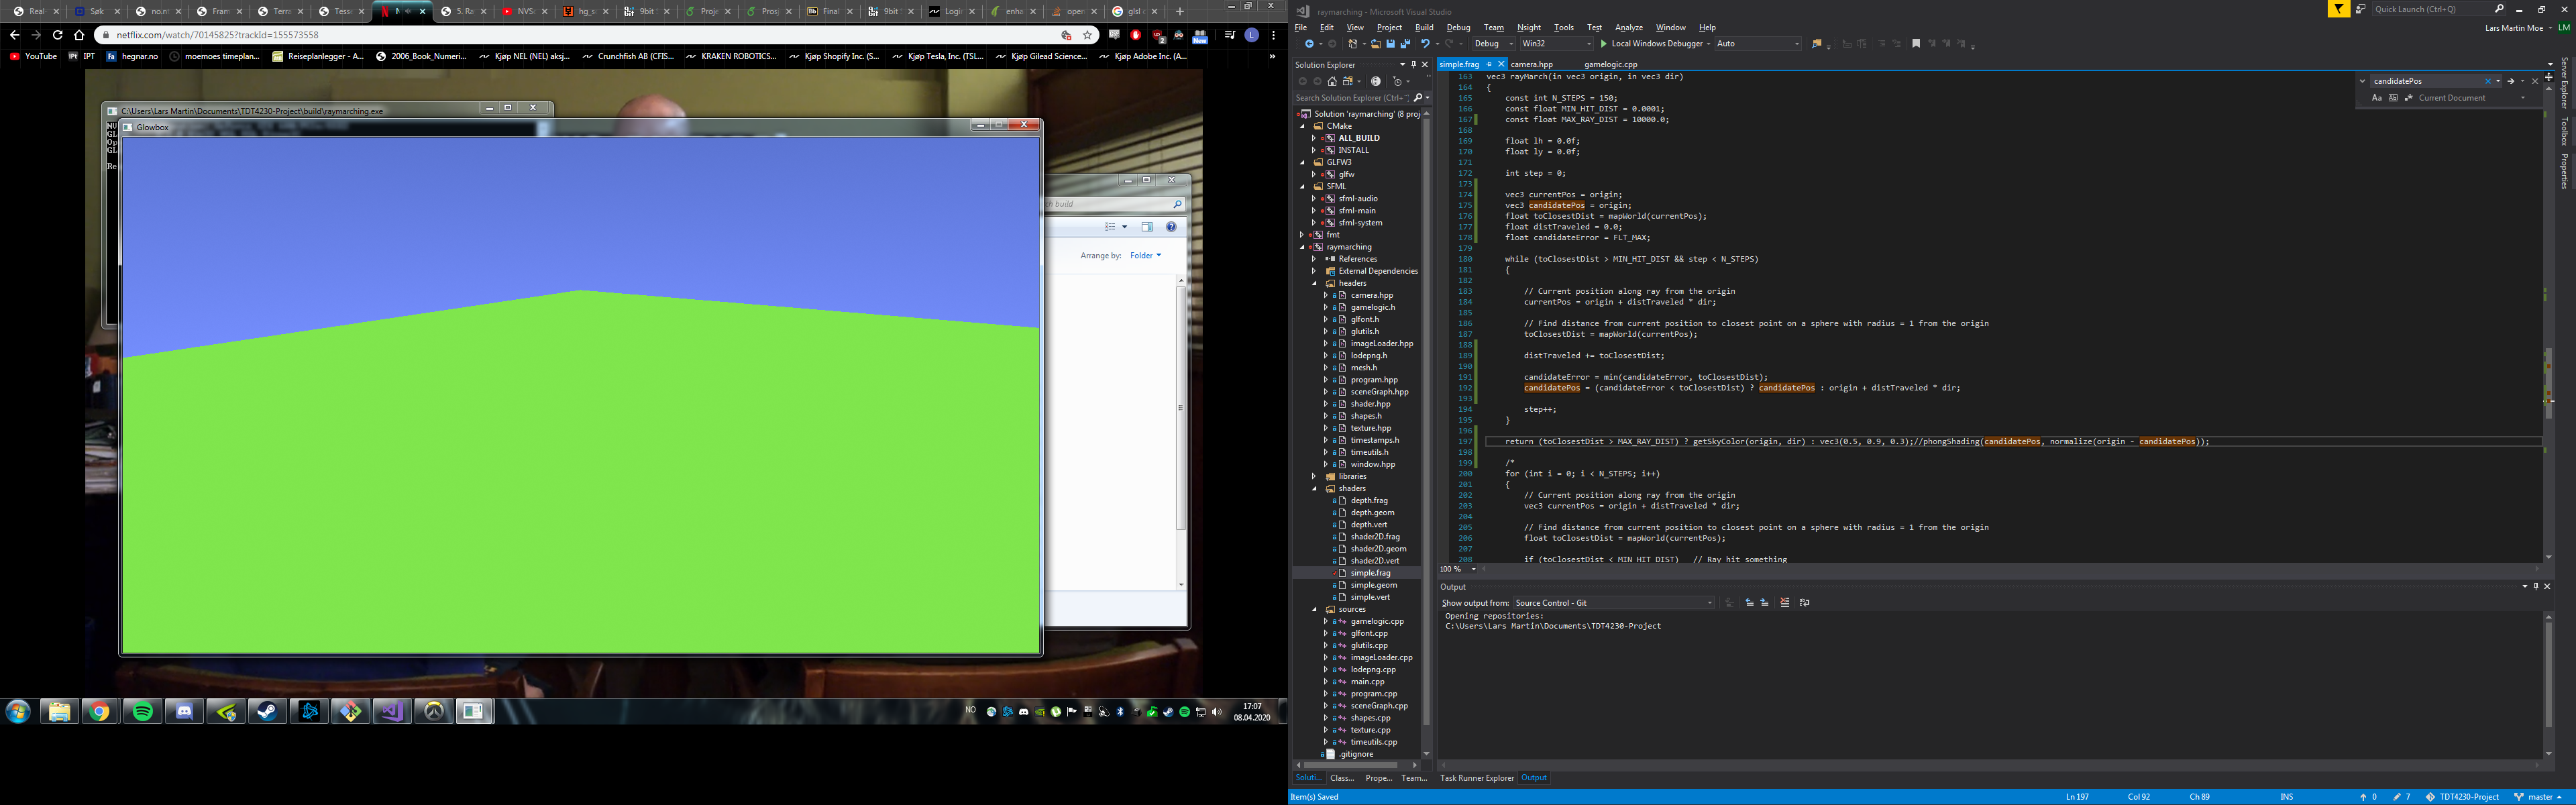 Real
Søk
no.n
Fram
Terra
Tess
5. Ra
NVS
hg_s
9bit
Proje
Prosj
Final
9bit
Login
enha
open
glsl c
netflix.com/watch/70145825?trackId=155573558
YouTube
IPT
hegnar.no
moemoes timeplan...
Reiseplanlegger - A...
2006_Book_Numeri...
Kjøp NEL (NEL) aksj...
Crunchfish AB (CFIS...
KRAKEN ROBOTICS...
Kjøp Shopify Inc. (S...
Kjøp Tesla, Inc. (TSL...
Kjøp Gilead Science...
Kjøp Adobe Inc. (A...
C:\Users\Lars Martin\Documents\TDT4230-Project\build\raymarching.exe
Glowbox
ch build
Arrange by: Folder
NO
17:07
08.04.2020
raymarching - Microsoft Visual Studio
Quick Launch (Ctrl+Q)
File Edit View Project Build Debug Team Nsight Tools Test Analyze Window Help
Lars Martin Moe LM
Debug Win32 Local Windows Debugger Auto
Solution Explorer
Search Solution Explorer (Ctrl+
Solution 'raymarching' (8 proj
CMake
ALL_BUILD
INSTALL
GLFW3
glfw
SFML
sfml-audio
sfml-main
sfml-system
fmt
raymarching
References
External Dependencies
headers
camera.hpp
gamelogic.h
glfont.h
glutils.h
imageLoader.hpp
lodepng.h
mesh.h
program.hpp
sceneGraph.hpp
shader.hpp
shapes.h
texture.hpp
timestamps.h
timeutils.h
window.hpp
libraries
shaders
depth.frag
depth.geom
depth.vert
shader2D.frag
shader2D.geom
shader2D.vert
simple.frag
simple.geom
simple.vert
sources
gamelogic.cpp
glfont.cpp
glutils.cpp
imageLoader.cpp
lodepng.cpp
main.cpp
program.cpp
sceneGraph.cpp
shapes.cpp
texture.cpp
timeutils.cpp
.gitignore
Soluti... Class... Prope... Team...
simple.frag camera.hpp gamelogic.cpp
candidatePos
Aa Current Document
163 vec3 rayMarch(in vec3 origin, in vec3 dir)
164 {
165 const int N_STEPS = 150;
166 const float MIN_HIT_DIST = 0.0001;
167 const float MAX_RAY_DIST = 10000.0;
168
169 float lh = 0.0f;
170 float ly = 0.0f;
171
172 int step = 0;
173
174 vec3 currentPos = origin;
175 vec3 candidatePos = origin;
176 float toClosestDist = mapWorld(currentPos);
177 float distTraveled = 0.0;
178 float candidateError = FLT_MAX;
179
180 while (toClosestDist > MIN_HIT_DIST && step < N_STEPS)
181 {
182
183 // Current position along ray from the origin
184 currentPos = origin + distTraveled * dir;
185
186 // Find distance from current position to closest point on a sphere with radius = 1 from the origin
187 toClosestDist = mapWorld(currentPos);
188
189 distTraveled += toClosestDist;
190
191 candidateError = min(candidateError, toClosestDist);
192 candidatePos = (candidateError < toClosestDist) ? candidatePos : origin + distTraveled * dir;
193
194 step++;
195 }
196
197 return (toClosestDist > MAX_RAY_DIST) ? getSkyColor(origin, dir) : vec3(0.5, 0.9, 0.3);//phongShading(candidatePos, normalize(origin - candidatePos));
198
199 /*
200 for (int i = 0; i < N_STEPS; i++)
201 {
202 // Current position along ray from the origin
203 vec3 currentPos = origin + distTraveled * dir;
204
205 // Find distance from current position to closest point on a sphere with radius = 1 from the origin
206 float toClosestDist = mapWorld(currentPos);
207
208 if (toClosestDist < MIN_HIT_DIST) // Ray hit something
100 %
Output
Show output from: Source Control - Git
Opening repositories:
C:\Users\Lars Martin\Documents\TDT4230-Project
Task Runner Explorer Output
Server Explorer
Toolbox
Properties
Item(s) Saved
Ln 197 Col 92 Ch 89 INS
0 7 TDT4230-Project master